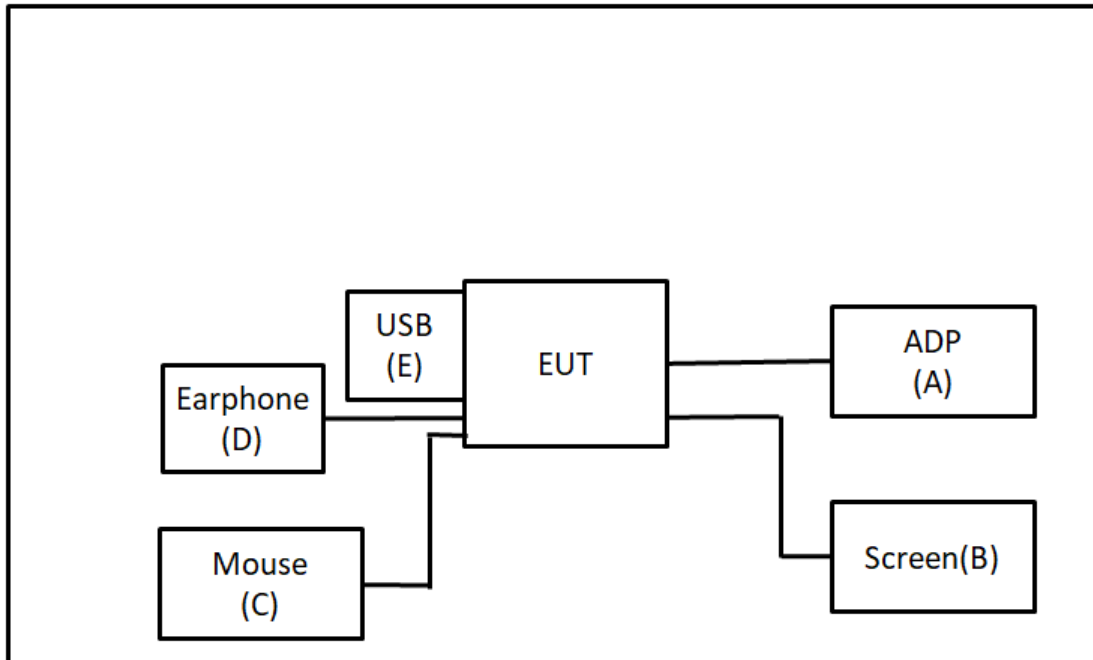 USB
(E)
EUT
ADP
(A)
Earphone
(D)
Screen(B)
Mouse
(C)